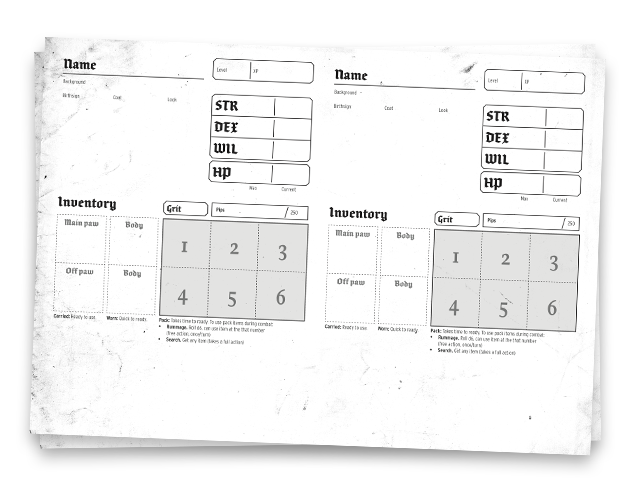 Name
Level
XP
Background
Birthsign
Coat
Look
STR
DEX
WIL
HP
Max
Current
Inventory
Grit
Pips
/ 250
Main paw
Body
1
2
3
Off paw
Body
4
5
6
Carried: Ready to use
Worn: Quick to ready
Pack: Takes time to ready. To use pack items during combat:
• Rummage. Roll d6, can use item at the that number
(free action, once/turn)
• Search. Get any item (takes a full action)
Name
Level
XP
Background
Birthsign
Coat
Look
STR
DEX
WIL
HP
Max
Current
Inventory
Grit
Pips
/ 250
Main paw
Body
1
2
3
Off paw
Body
4
5
6
Carried: Ready to use
Worn: Quick to ready
Pack: Takes time to ready. To use pack items during combat:
• Rummage. Roll d6, can use item at the that number
(free action, once/turn)
• Search. Get any item (takes a full action)